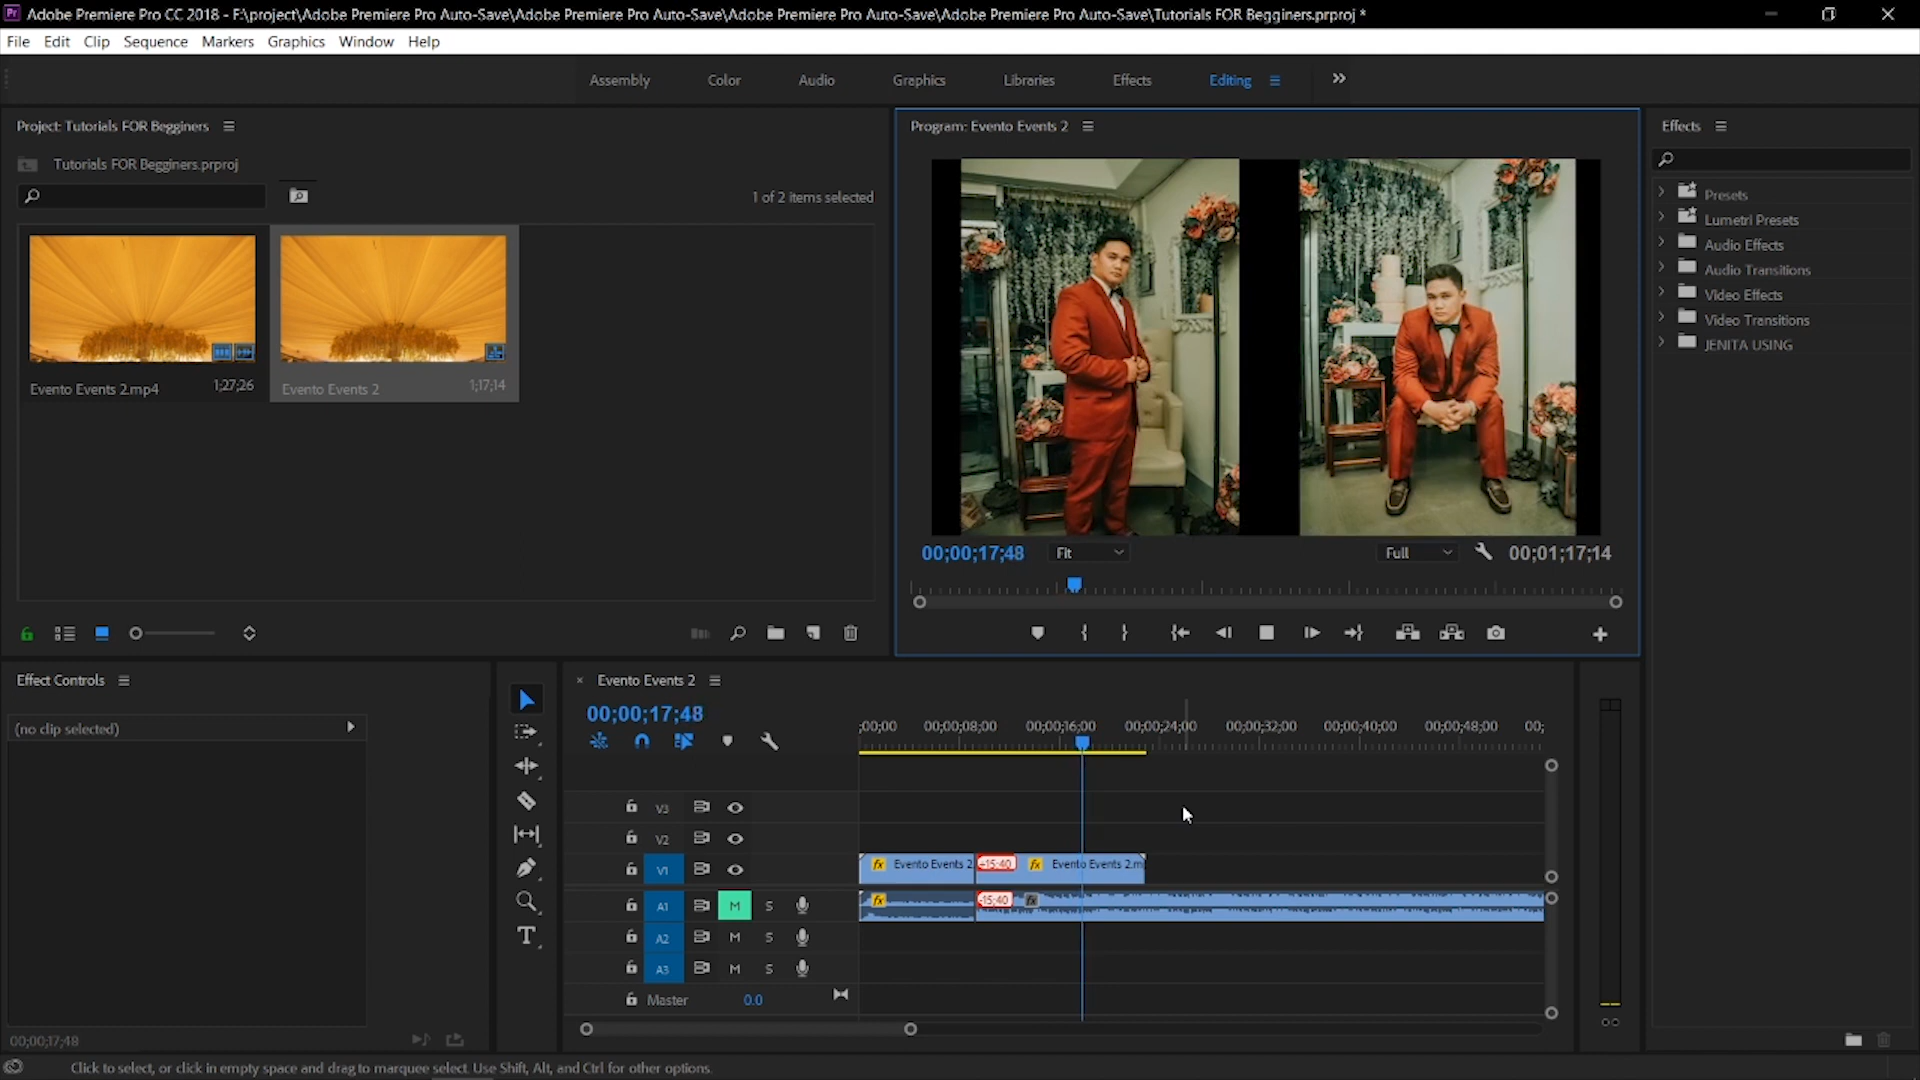 Adobe Premiere Pro CC 2018 - F:\project\Adobe Premiere Pro Auto-Save\Adobe Premiere Pro Auto-Save\Adobe Premiere Pro Auto-Save\Adobe Premiere Pro Auto-Save\Tutorials FOR Begginers.prproj *
File Edit Clip Sequence Markers Graphics Window Help
Assembly Color Audio Graphics Libraries Effects Editing
Project: Tutorials FOR Begginers
Tutorials FOR Begginers.prproj
1 of 2 items selected
Evento Events 2.mp4 1;27;26
Evento Events 2 1;17;14
Program: Evento Events 2
00;00;17;48 Fit Full 00;01;17;14
Effects
Presets
Lumetri Presets
Audio Effects
Audio Transitions
Video Effects
Video Transitions
JENITA USING
Effect Controls
(no clip selected)
00;00;17;48
Evento Events 2
00;00;17;48
;00;00 00;00;08;00 00;00;16;00 00;00;24;00 00;00;32;00 00;00;40;00 00;00;48;00 00;
V3
V2
V1 fx Evento Events 2 -15:40 fx Evento Events 2.m
A1 M S fx -15;40 fx
A2 M S
A3 M S
Master 0.0
Click to select, or click in empty space and drag to marquee select. Use Shift, Alt, and Ctrl for other options.